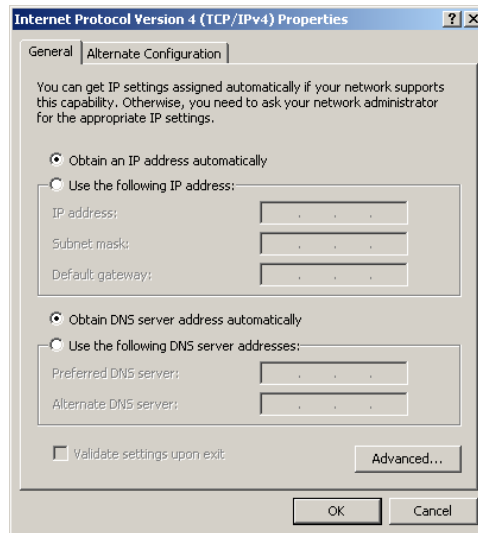 Internet Protocol Version 4 (TCP/IPv4) Properties
General
Alternate Configuration
You can get IP settings assigned automatically if your network supports
this capability. Otherwise, you need to ask your network administrator
for the appropriate IP settings.
Obtain an IP address automatically
Use the following IP address:
IP address:
Subnet mask:
Default gateway:
Obtain DNS server address automatically
Use the following DNS server addresses:
Preferred DNS server:
Alternate DNS server:
Validate settings upon exit
Advanced...
OK
Cancel